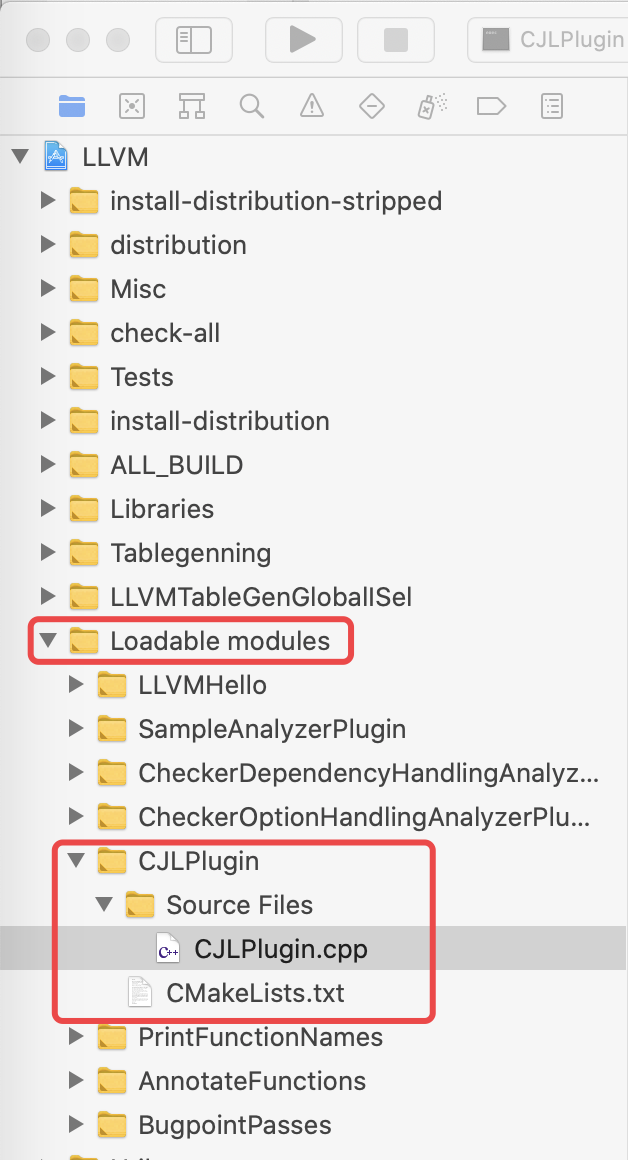 CJLPlugin
LLVM
install-distribution-stripped
distribution
Misc
check-all
Tests
install-distribution
ALL_BUILD
Libraries
Tablegenning
LLVMTableGenGlobalISel
Loadable modules
LLVMHello
SampleAnalyzerPlugin
CheckerDependencyHandlingAnalyz...
CheckerOptionHandlingAnalyzerPlu...
CJLPlugin
Source Files
C++ CJLPlugin.cpp
CMakeLists.txt
PrintFunctionNames
AnnotateFunctions
BugpointPasses